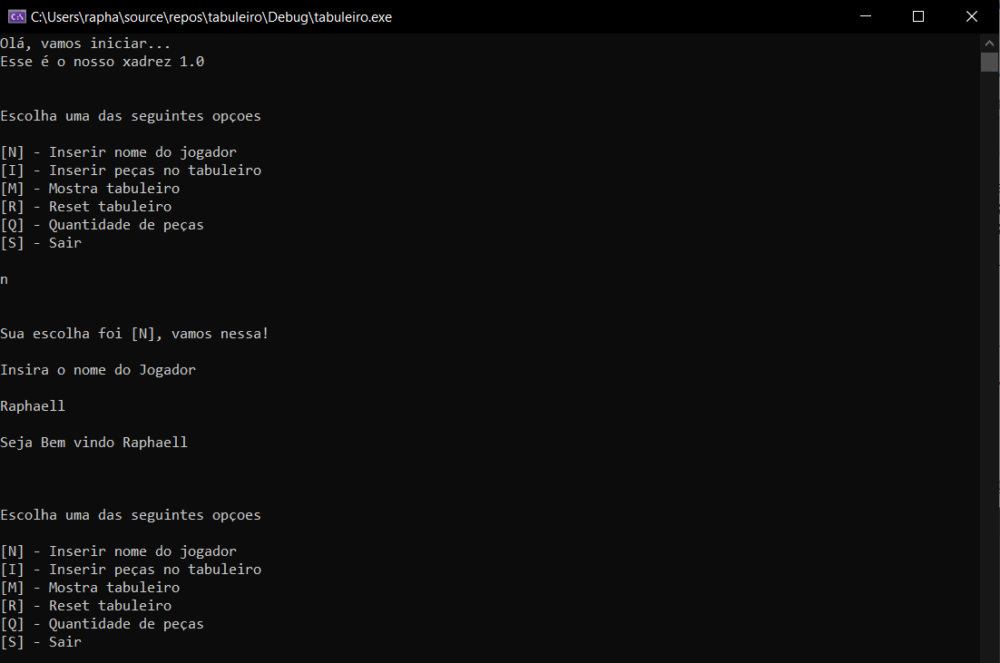 C:\Users\rapha\source\repos\tabuleiro\Debug\tabuleiro.exe
Olá, vamos iniciar...
Esse é o nosso xadrez 1.0
Escolha uma das seguintes opçoes
[N] - Inserir nome do jogador
[I] - Inserir peças no tabuleiro
[M] - Mostra tabuleiro
[R] - Reset tabuleiro
[Q] - Quantidade de peças
[S] - Sair
n
Sua escolha foi [N], vamos nessa!
Insira o nome do Jogador
Raphaell
Seja Bem vindo Raphaell
Escolha uma das seguintes opçoes
[N] - Inserir nome do jogador
[I] - Inserir peças no tabuleiro
[M] - Mostra tabuleiro
[R] - Reset tabuleiro
[Q] - Quantidade de peças
[S] - Sair